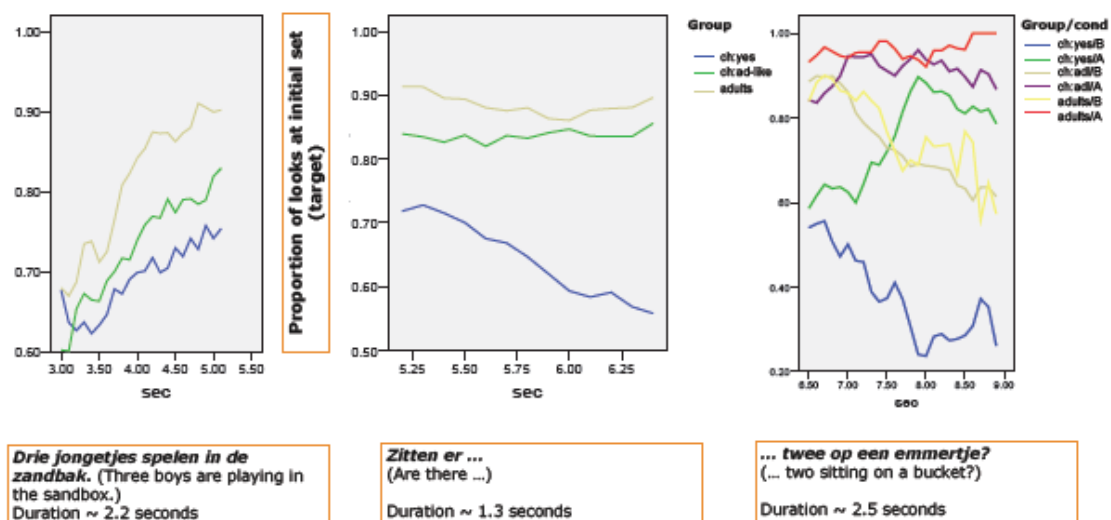 1.00
0.90
0.80
0.70
0.60
3.00 3.50 4.00 4.50 5.00 5.50
sec
Proportion of looks at initial set
(target)
1.00
0.90
0.80
0.70
0.60
0.50
5.25 5.50 5.75 6.00 6.25
sec
Group
ch:yes
ch:ad-like
adults
1.00
0.80
.60
0.40
0.20
6.50 7.00 7.50 8.00 8.50 9.00
sec
Group/cond
ch:yes/B
ch:yes/A
ch:adl/B
ch:adl/A
adults/B
adults/A
Drie jongetjes spelen in de
zandbak. (Three boys are playing in
the sandbox.)
Duration ~ 2.2 seconds
Zitten er ...
(Are there ...)
Duration ~ 1.3 seconds
... twee op een emmertje?
(... two sitting on a bucket?)
Duration ~ 2.5 seconds